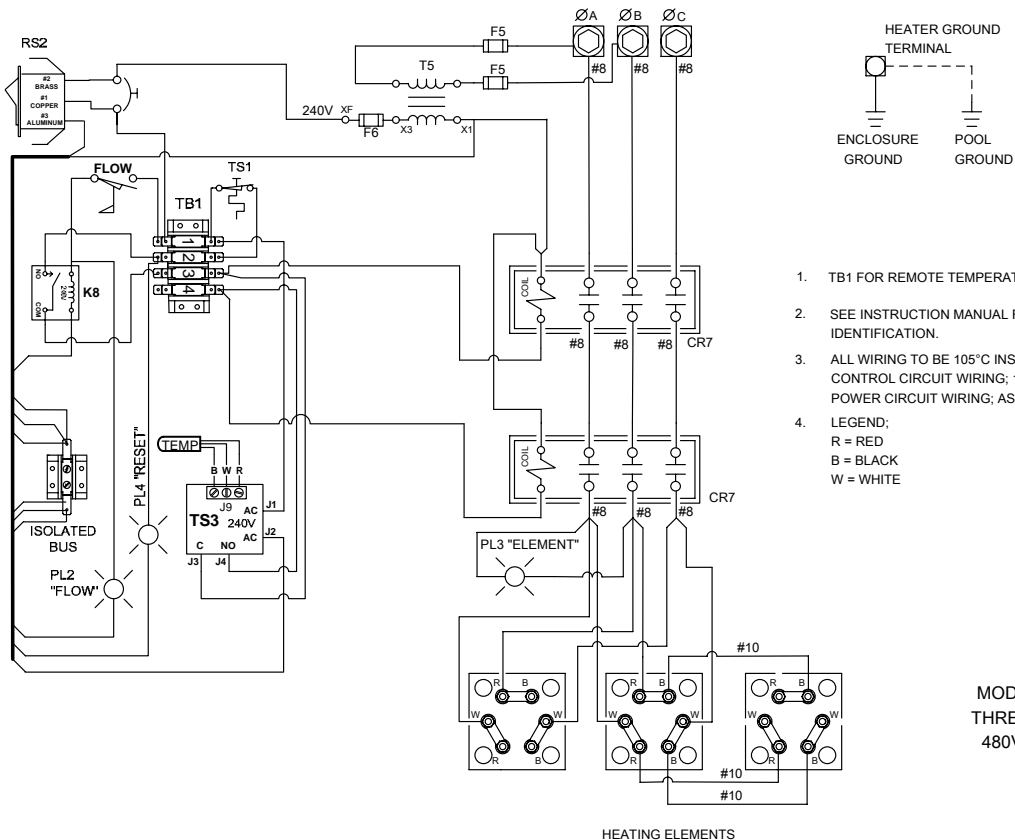 ØA
ØB
ØC
F5
F5
T5
#8
#8
#8
RS2
#2
BRASS
#1
COPPER
#3
ALUMINUM
240V
XF
F6
X3
X1
HEATER GROUND
TERMINAL
ENCLOSURE
GROUND
POOL
GROUND
FLOW
TS1
TB1
1
2
3
4
NO
COM
240V
K8
COIL
#8
#8
#8
CR7
COIL
#8
#8
#8
CR7
1. TB1 FOR REMOTE TEMPERAT
2. SEE INSTRUCTION MANUAL
IDENTIFICATION.
3. ALL WIRING TO BE 105°C INS
CONTROL CIRCUIT WIRING;
POWER CIRCUIT WIRING; AS
4. LEGEND;
R = RED
B = BLACK
W = WHITE
ISOLATED
BUS
PL2
"FLOW"
PL4 "RESET"
TEMP
B W R
J9
TS3
240V
AC
AC
C
NO
J1
J2
J3
J4
PL3 "ELEMENT"
#10
R
B
W
W
R
B
R
B
W
W
R
B
R
B
W
W
R
B
#10
#10
HEATING ELEMENTS
MOD
THRE
480V